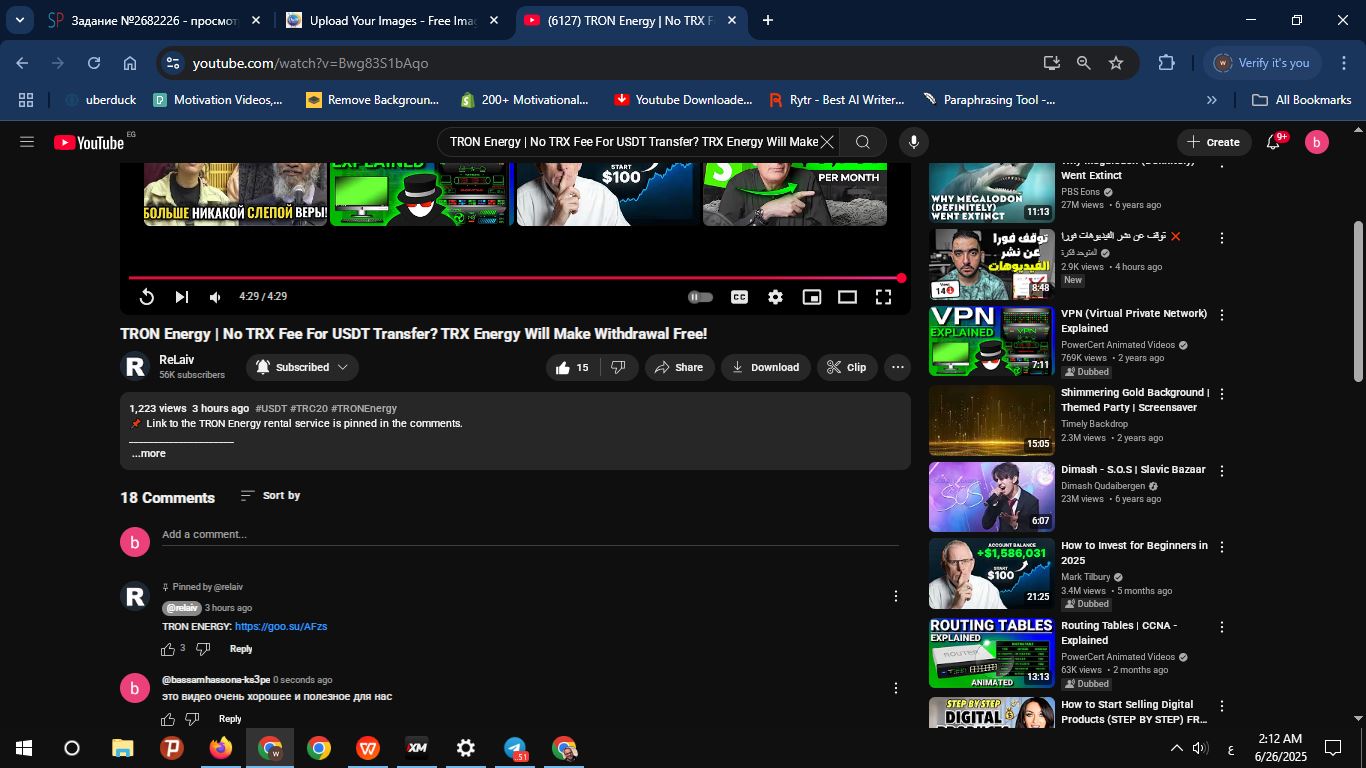 Задание №2682226 - просмот
Upload Your Images - Free Ima
(6127) TRON Energy | No TRX F
youtube.com/watch?v=Bwg83S1bAqo
Verify it's you
uberduck
Motivation Videos,...
Remove Backgroun...
200+ Motivational...
Youtube Downloade...
Rytr - Best AI Writer...
Paraphrasing Tool -...
»
All Bookmarks
YouTube EG
TRON Energy | No TRX Fee For USDT Transfer? TRX Energy Will Make
Create
9+
b
БОЛЬШЕ НИКАКОЙ СЛЕПОЙ ВЕРЫ!
EXPLAINED
START
$100
$
PER MONTH
4:29 / 4:29
CC
TRON Energy | No TRX Fee For USDT Transfer? TRX Energy Will Make Withdrawal Free!
R
ReLaiv
56K subscribers
Subscribed
15
Share
Download
Clip
1,223 views 3 hours ago #USDT #TRC20 #TRONEnergy
Link to the TRON Energy rental service is pinned in the comments.
...more
18 Comments
Sort by
b
Add a comment...
R
Pinned by @relaiv
@relaiv 3 hours ago
TRON ENERGY: https://goo.su/AFzs
3
Reply
b
@bassamhassona-ks3pe 0 seconds ago
это видео очень хорошее и полезное для нас
Reply
WHY MEGALODON
(DEFINITELY)
WENT EXTINCT
11:13
Why Megalodon (Definitely)
Went Extinct
PBS Eons
27M views • 6 years ago
توقف فورا
عن نشر
الفيديوهات
8:48
توقف عن نشر الفيديوهات فورا ❌
المتوحد فكرة
2.9K views • 4 hours ago
New
VPN
EXPLAINED
7:11
VPN (Virtual Private Network)
Explained
PowerCert Animated Videos
769K views • 2 years ago
Dubbed
15:05
Shimmering Gold Background |
Themed Party | Screensaver
Timely Backdrop
2.3M views • 2 years ago
SOS
6:07
Dimash - S.O.S | Slavic Bazaar
Dimash Qudaibergen
23M views • 6 years ago
ACCOUNT BALANCE
+$1,586,031
START
$100
21:25
How to Invest for Beginners in
2025
Mark Tilbury
3.4M views • 5 months ago
Dubbed
ROUTING TABLES
EXPLAINED
ROUTER
ANIMATED
13:13
Routing Tables | CCNA -
Explained
PowerCert Animated Videos
63K views • 2 months ago
Dubbed
STEP BY STEP
DIGITAL
How to Start Selling Digital
Products (STEP BY STEP) FR...
W
XM
51
ع
2:12 AM
6/26/2025